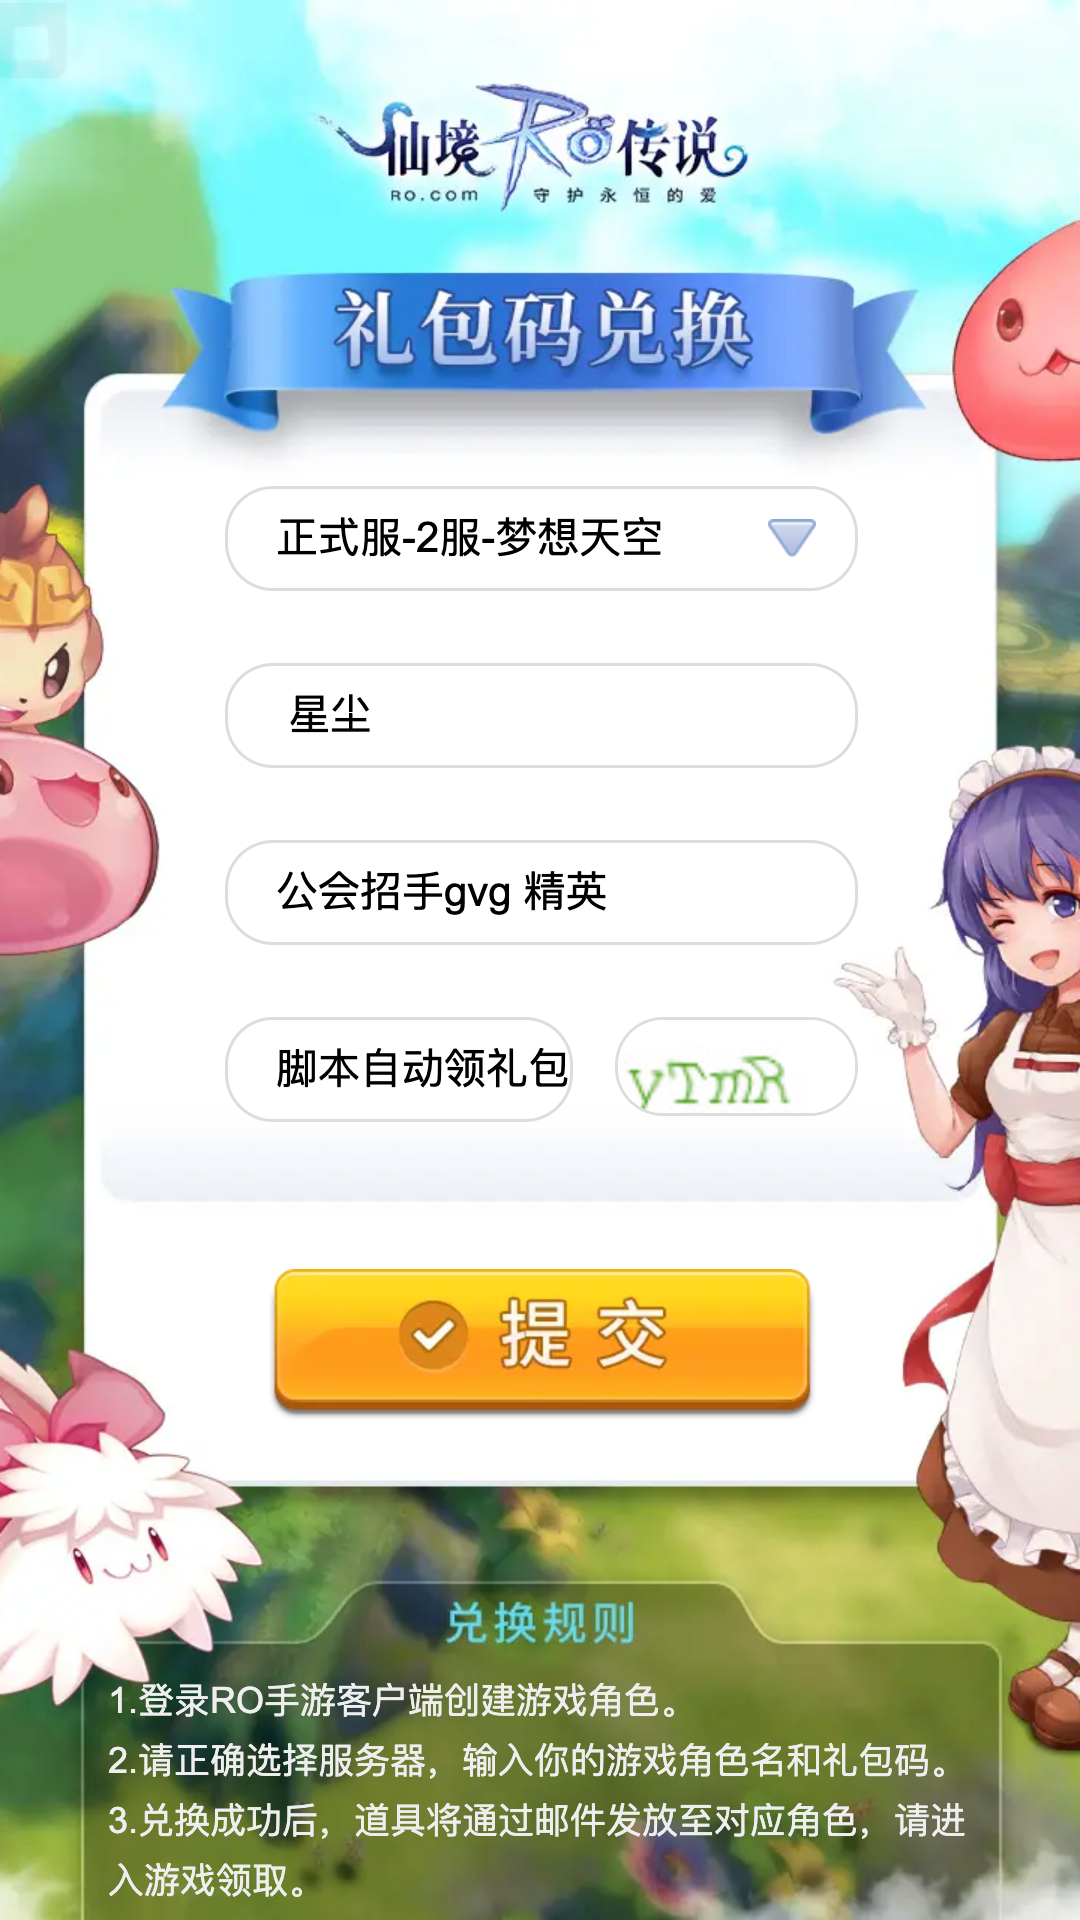 仙境RO传说
RO.COM 守护永恒的爱
礼包码兑换
正式服-2服-梦想天空
星尘
公会招手gvg 精英
脚本自动领礼包
yTmR
提交
兑换规则
1.登录RO手游客户端创建游戏角色。
2.请正确选择服务器，输入你的游戏角色名和礼包码。
3.兑换成功后，道具将通过邮件发放至对应角色，请进
入游戏领取。